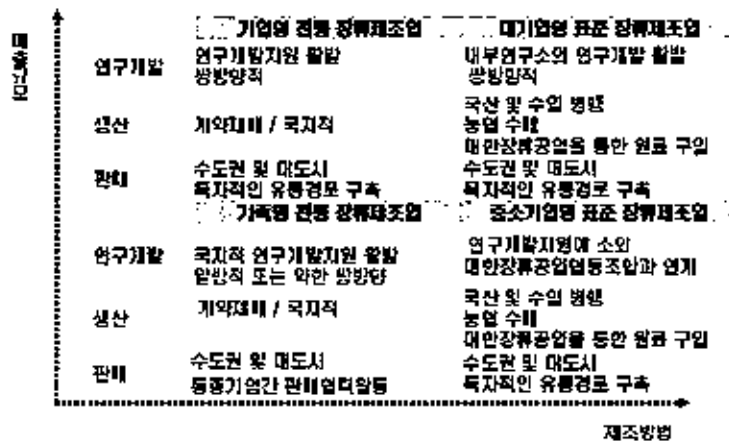 매출규모
기업형 전통 장류제조업 대기업형 표준 장류제조업
연구개발 연구개발지원 활발 내부연구소의 연구개발 활발
쌍방향적 쌍방향적
국산 및 수입 병행
생산 계약재배 / 국지적 농협 수매
대한장류공업을 통한 원료 구입
판매 수도권 및 대도시 수도권 및 대도시
독자적인 유통경로 구축 독자적인 유통경로 구축
가족형 전통 장류제조업 중소기업형 표준 장류제조업
연구개발 국지적 연구개발지원 활발 연구개발지원에 소외
일방적 또는 약한 쌍방향 대한장류공업협동조합과 연계
국산 및 수입 병행
생산 계약재배 / 국지적 농협 수매
대한장류공업을 통한 원료 구입
판매 수도권 및 대도시 수도권 및 대도시
동종기업간 판매협력활동 독자적인 유통경로 구축
제조방법